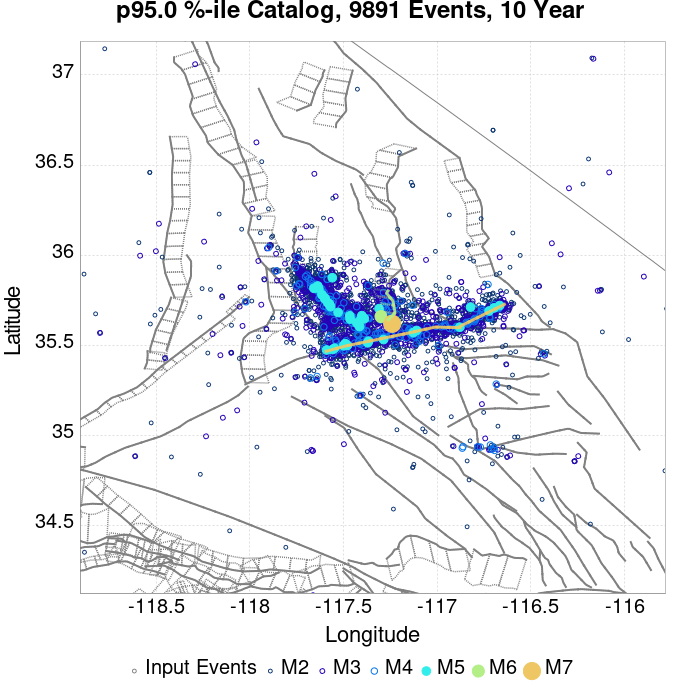 p95.0 %-ile Catalog, 9891 Events, 10 Year
37
36.5
36
35.5
35
34.5
Latitude
-118.5 -118 -117.5 -117 -116.5 -116
Longitude
Input Events M2 M3 M4 M5 M6 M7